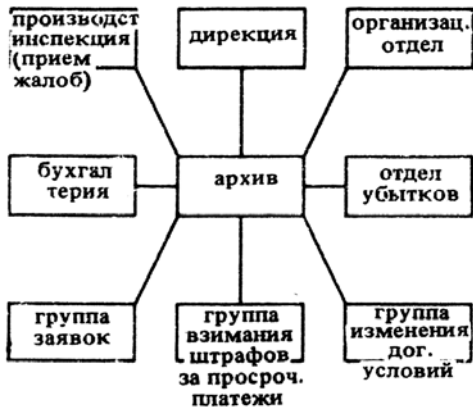 производст
инспекция
(прием
жалоб)
дирекция
организац.
отдел
бухгал
терия
архив
отдел
убытков
группа
заявок
группа
взимания
штрафов
за просроч.
платежи
группа
изменения
дог.
условий